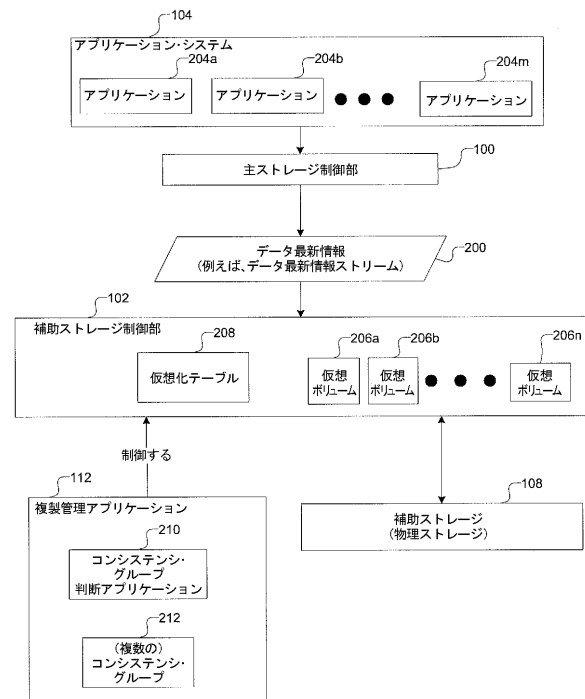 104
アプリケーション・システム
204a
204b
204m
アプリケーション
アプリケーション
アプリケーション
100
主ストレージ制御部
データ最新情報
(例えば、データ最新情報ストリーム)
200
102
補助ストレージ制御部
208
206a
206b
206n
仮想化テーブル
仮想
ボリューム
仮想
ボリューム
仮想
ボリューム
制御する
112
複製管理アプリケーション
108
補助ストレージ
(物理ストレージ)
210
コンシステンシ・
グループ
判断アプリケーション
212
(複数の)
コンシステンシ・
グループ